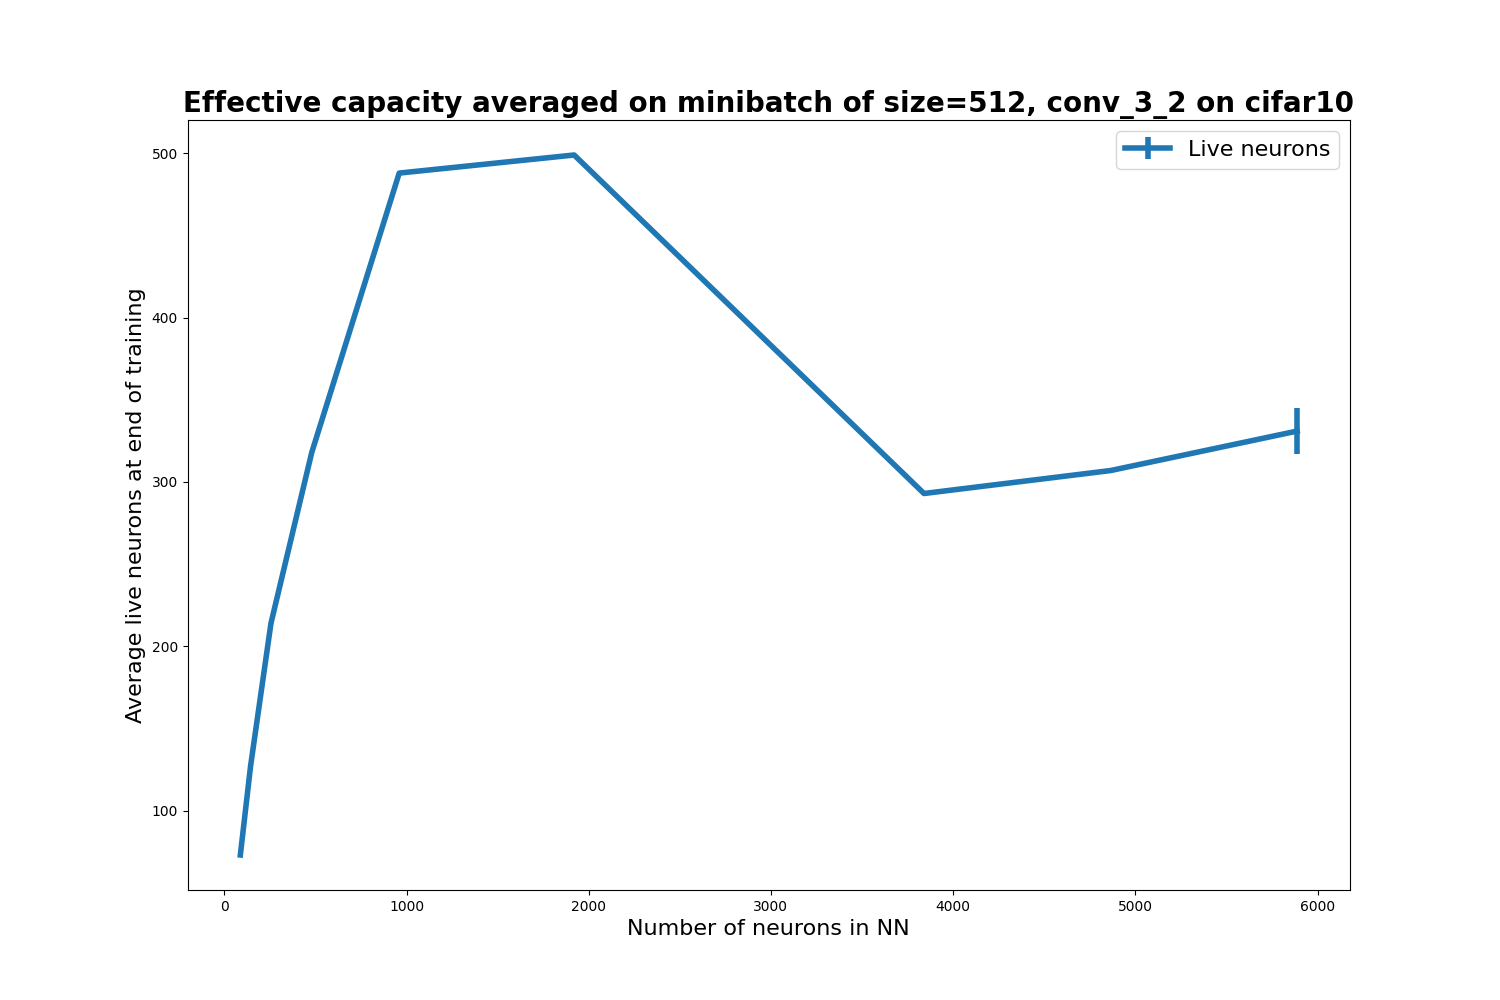 Effective capacity averaged on minibatch of size=512, conv_3_2 on cifar10
Live neurons
Average live neurons at end of training
500
400
300
200
100
0 1000 2000 3000 4000 5000 6000
Number of neurons in NN